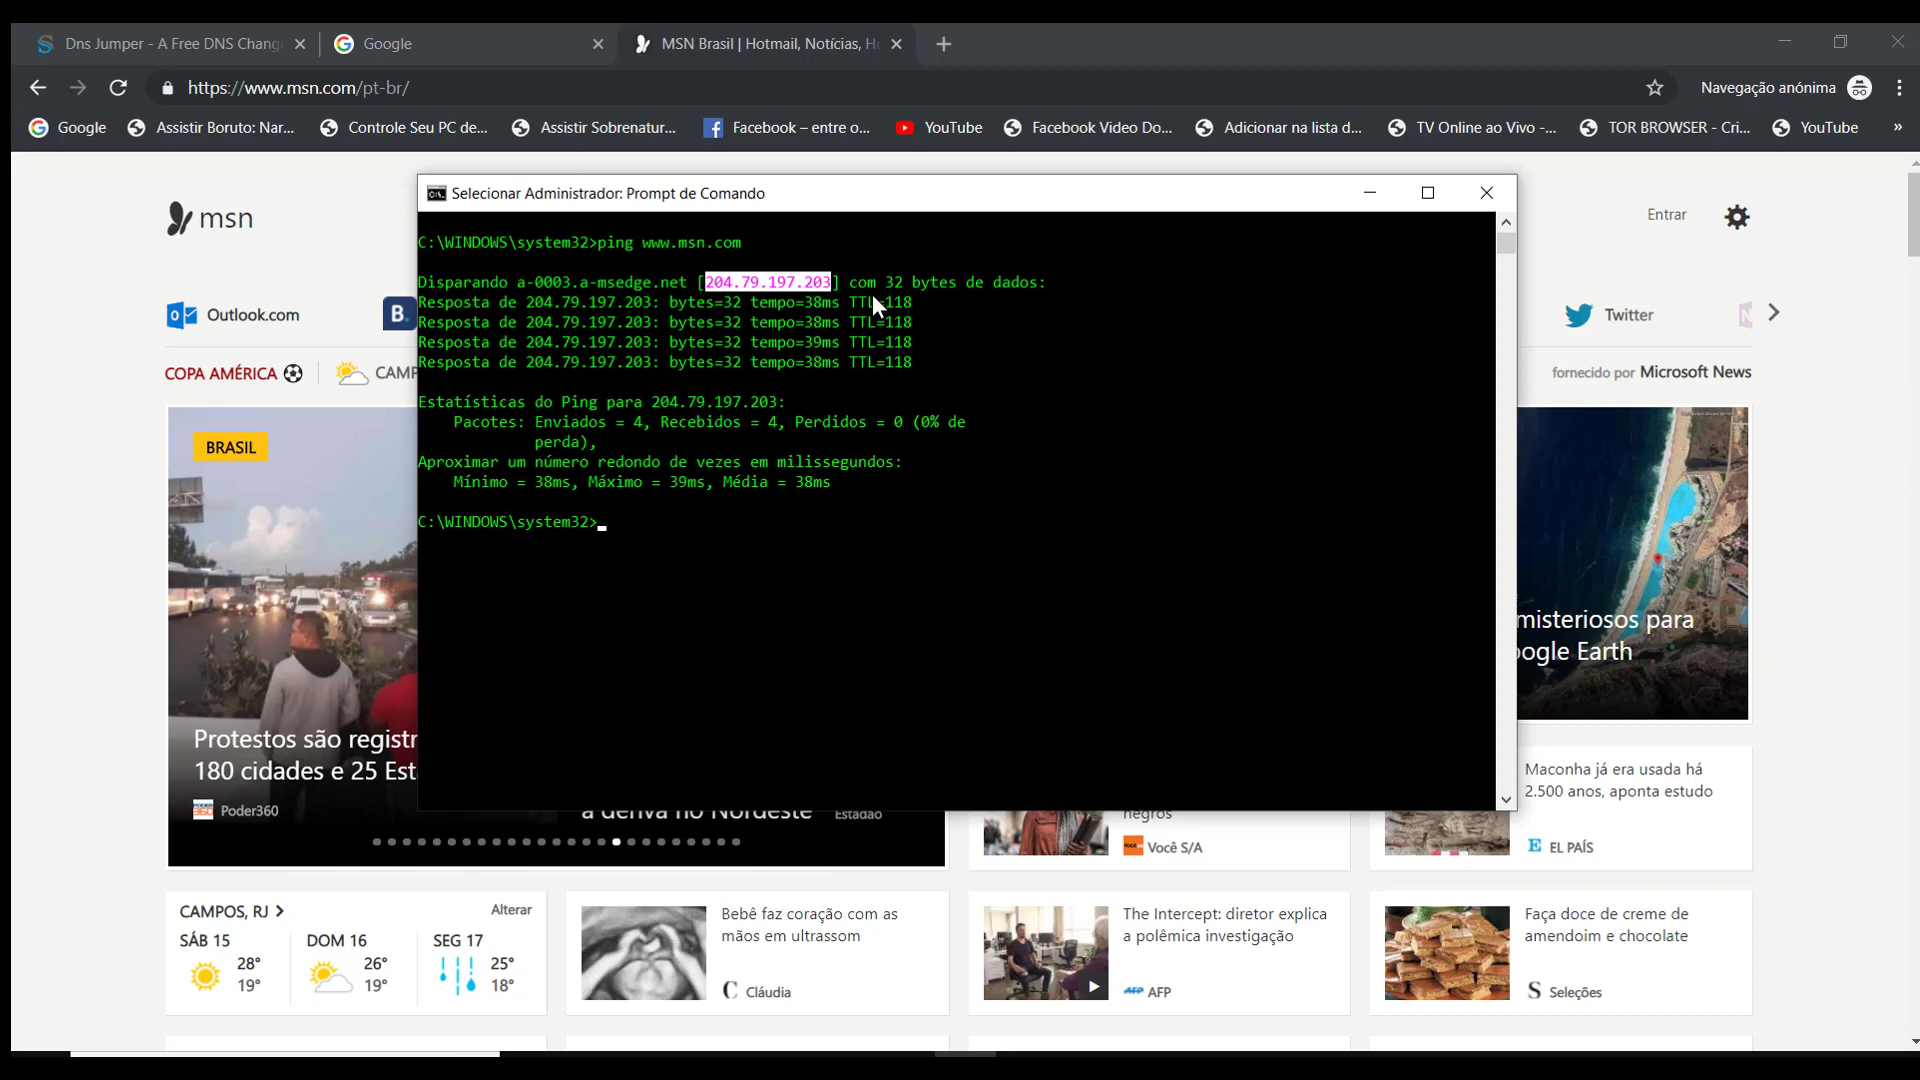 Dns Jumper - A Free DNS Chang
Google
MSN Brasil | Hotmail, Notícias, H
https://www.msn.com/pt-br/
Navegação anónima
Google
Assistir Boruto: Nar...
Controle Seu PC de...
Assistir Sobrenatur...
Facebook – entre o...
YouTube
Facebook Video Do...
Adicionar na lista d...
TV Online ao Vivo -...
TOR BROWSER - Cri...
YouTube
»
msn
Entrar
Outlook.com
B.
Twitter
COPA AMÉRICA
CAMP
fornecido por Microsoft News
Selecionar Administrador: Prompt de Comando
C:\WINDOWS\system32>ping www.msn.com
Disparando a-0003.a-msedge.net [204.79.197.203] com 32 bytes de dados:
Resposta de 204.79.197.203: bytes=32 tempo=38ms TTL=118
Resposta de 204.79.197.203: bytes=32 tempo=38ms TTL=118
Resposta de 204.79.197.203: bytes=32 tempo=39ms TTL=118
Resposta de 204.79.197.203: bytes=32 tempo=38ms TTL=118
Estatísticas do Ping para 204.79.197.203:
Pacotes: Enviados = 4, Recebidos = 4, Perdidos = 0 (0% de
perda),
Aproximar um número redondo de vezes em milissegundos:
Mínimo = 38ms, Máximo = 39ms, Média = 38ms
C:\WINDOWS\system32>
BRASIL
Protestos são registr
180 cidades e 25 Est
Poder360
a deriva no Nordeste
Estadão
misteriosos para
oogle Earth
negros
Você S/A
Maconha já era usada há
2.500 anos, aponta estudo
EL PAÍS
CAMPOS, RJ
Alterar
SÁB 15
28°
19°
DOM 16
26°
19°
SEG 17
25°
18°
Bebê faz coração com as
mãos em ultrassom
Cláudia
The Intercept: diretor explica
a polêmica investigação
AFP
Faça doce de creme de
amendoim e chocolate
Seleções